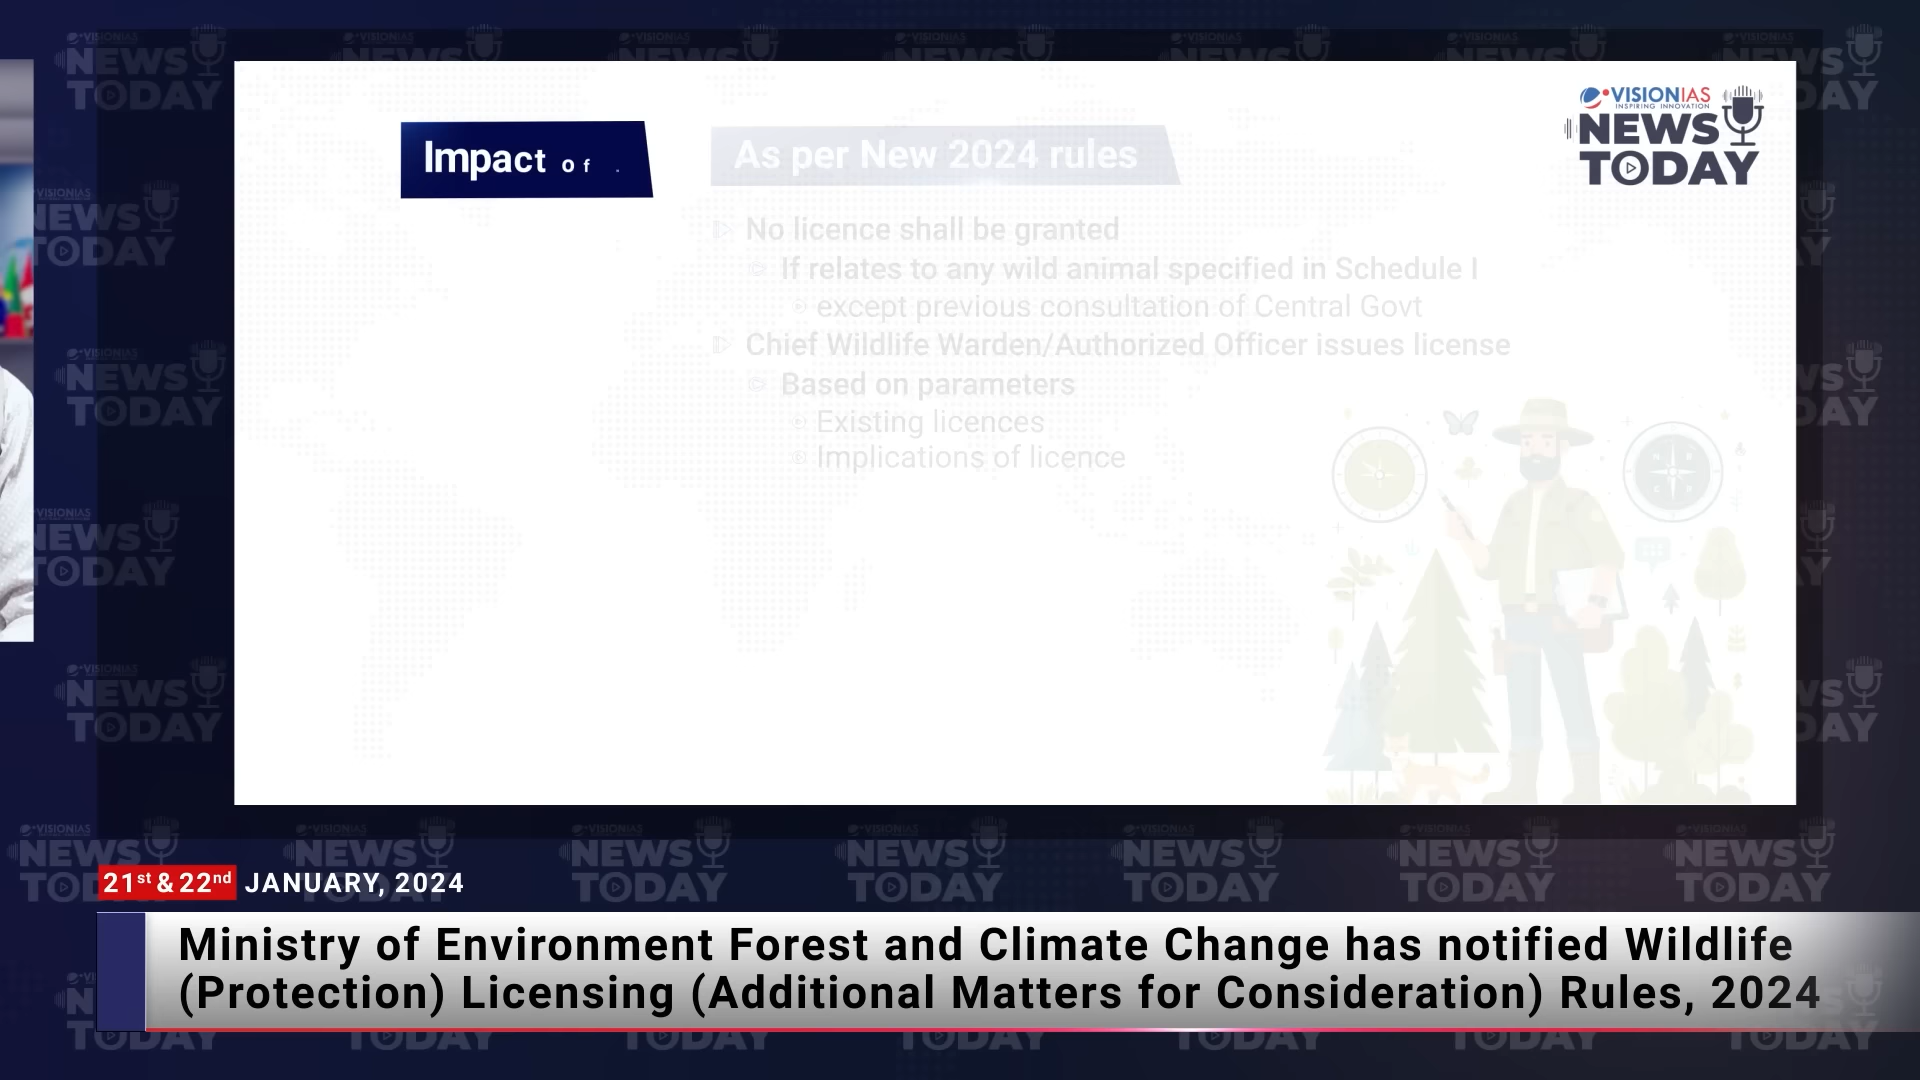 VISIONIAS
INSPIRING INNOVATION
NEWS
TODAY
Impact of
As per New 2024 rules
No licence shall be granted
If relates to any wild animal specified in Schedule I
except previous consultation of Central Govt
Chief Wildlife Warden/Authorized Officer issues license
Based on parameters
Existing licences
Implications of licence
21st & 22nd JANUARY, 2024
Ministry of Environment Forest and Climate Change has notified Wildlife
(Protection) Licensing (Additional Matters for Consideration) Rules, 2024